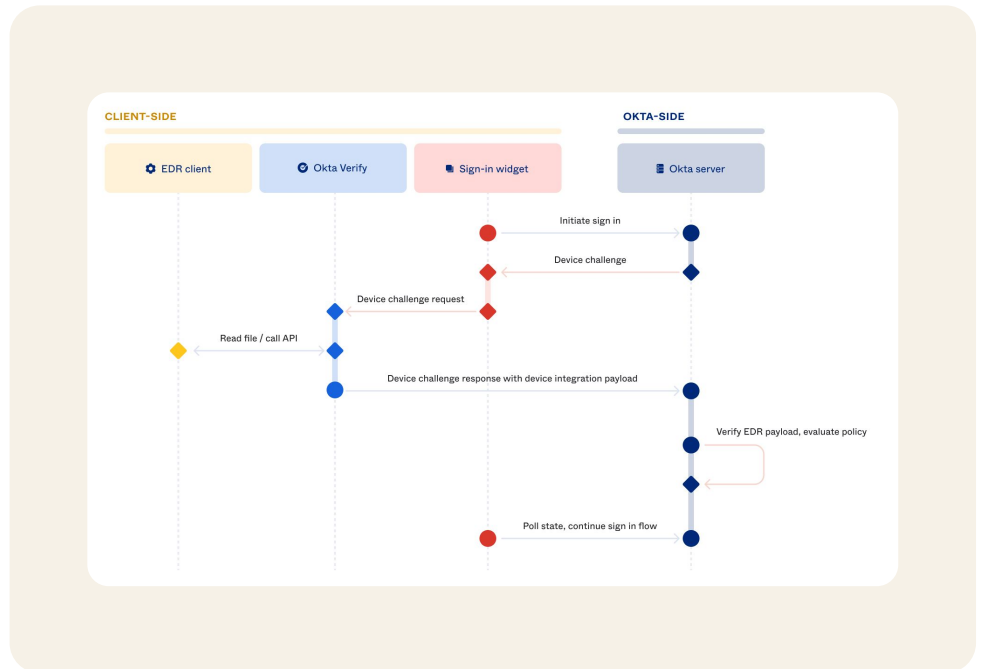 CLIENT-SIDE
OKTA-SIDE
EDR client
Okta Verify
Sign-in widget
Okta server
Initiate sign in
Device challenge
Device challenge request
Read file / call API
Device challenge response with device integration payload
Verify EDR payload, evaluate policy
Poll state, continue sign in flow